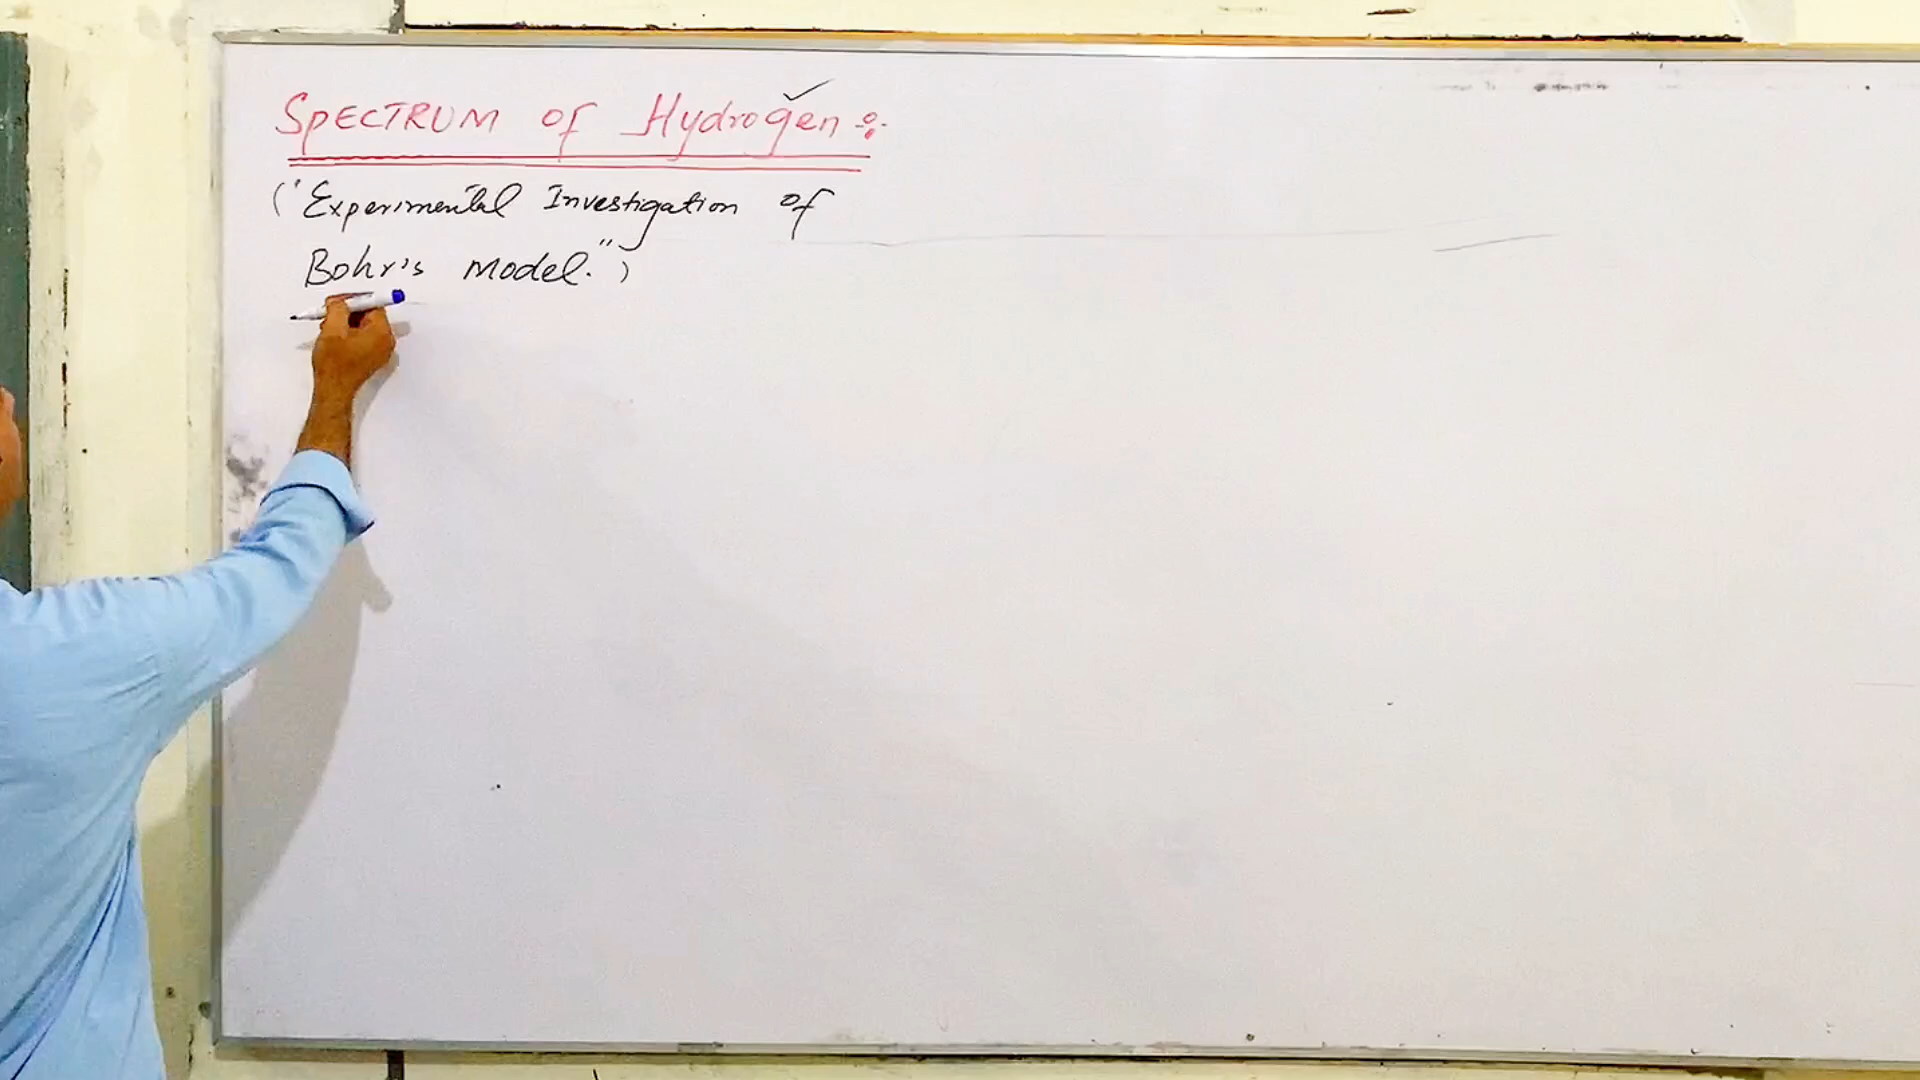 SPECTRUM OF Hydrogen :
("Experimental Investigation of
Bohr's Model.")